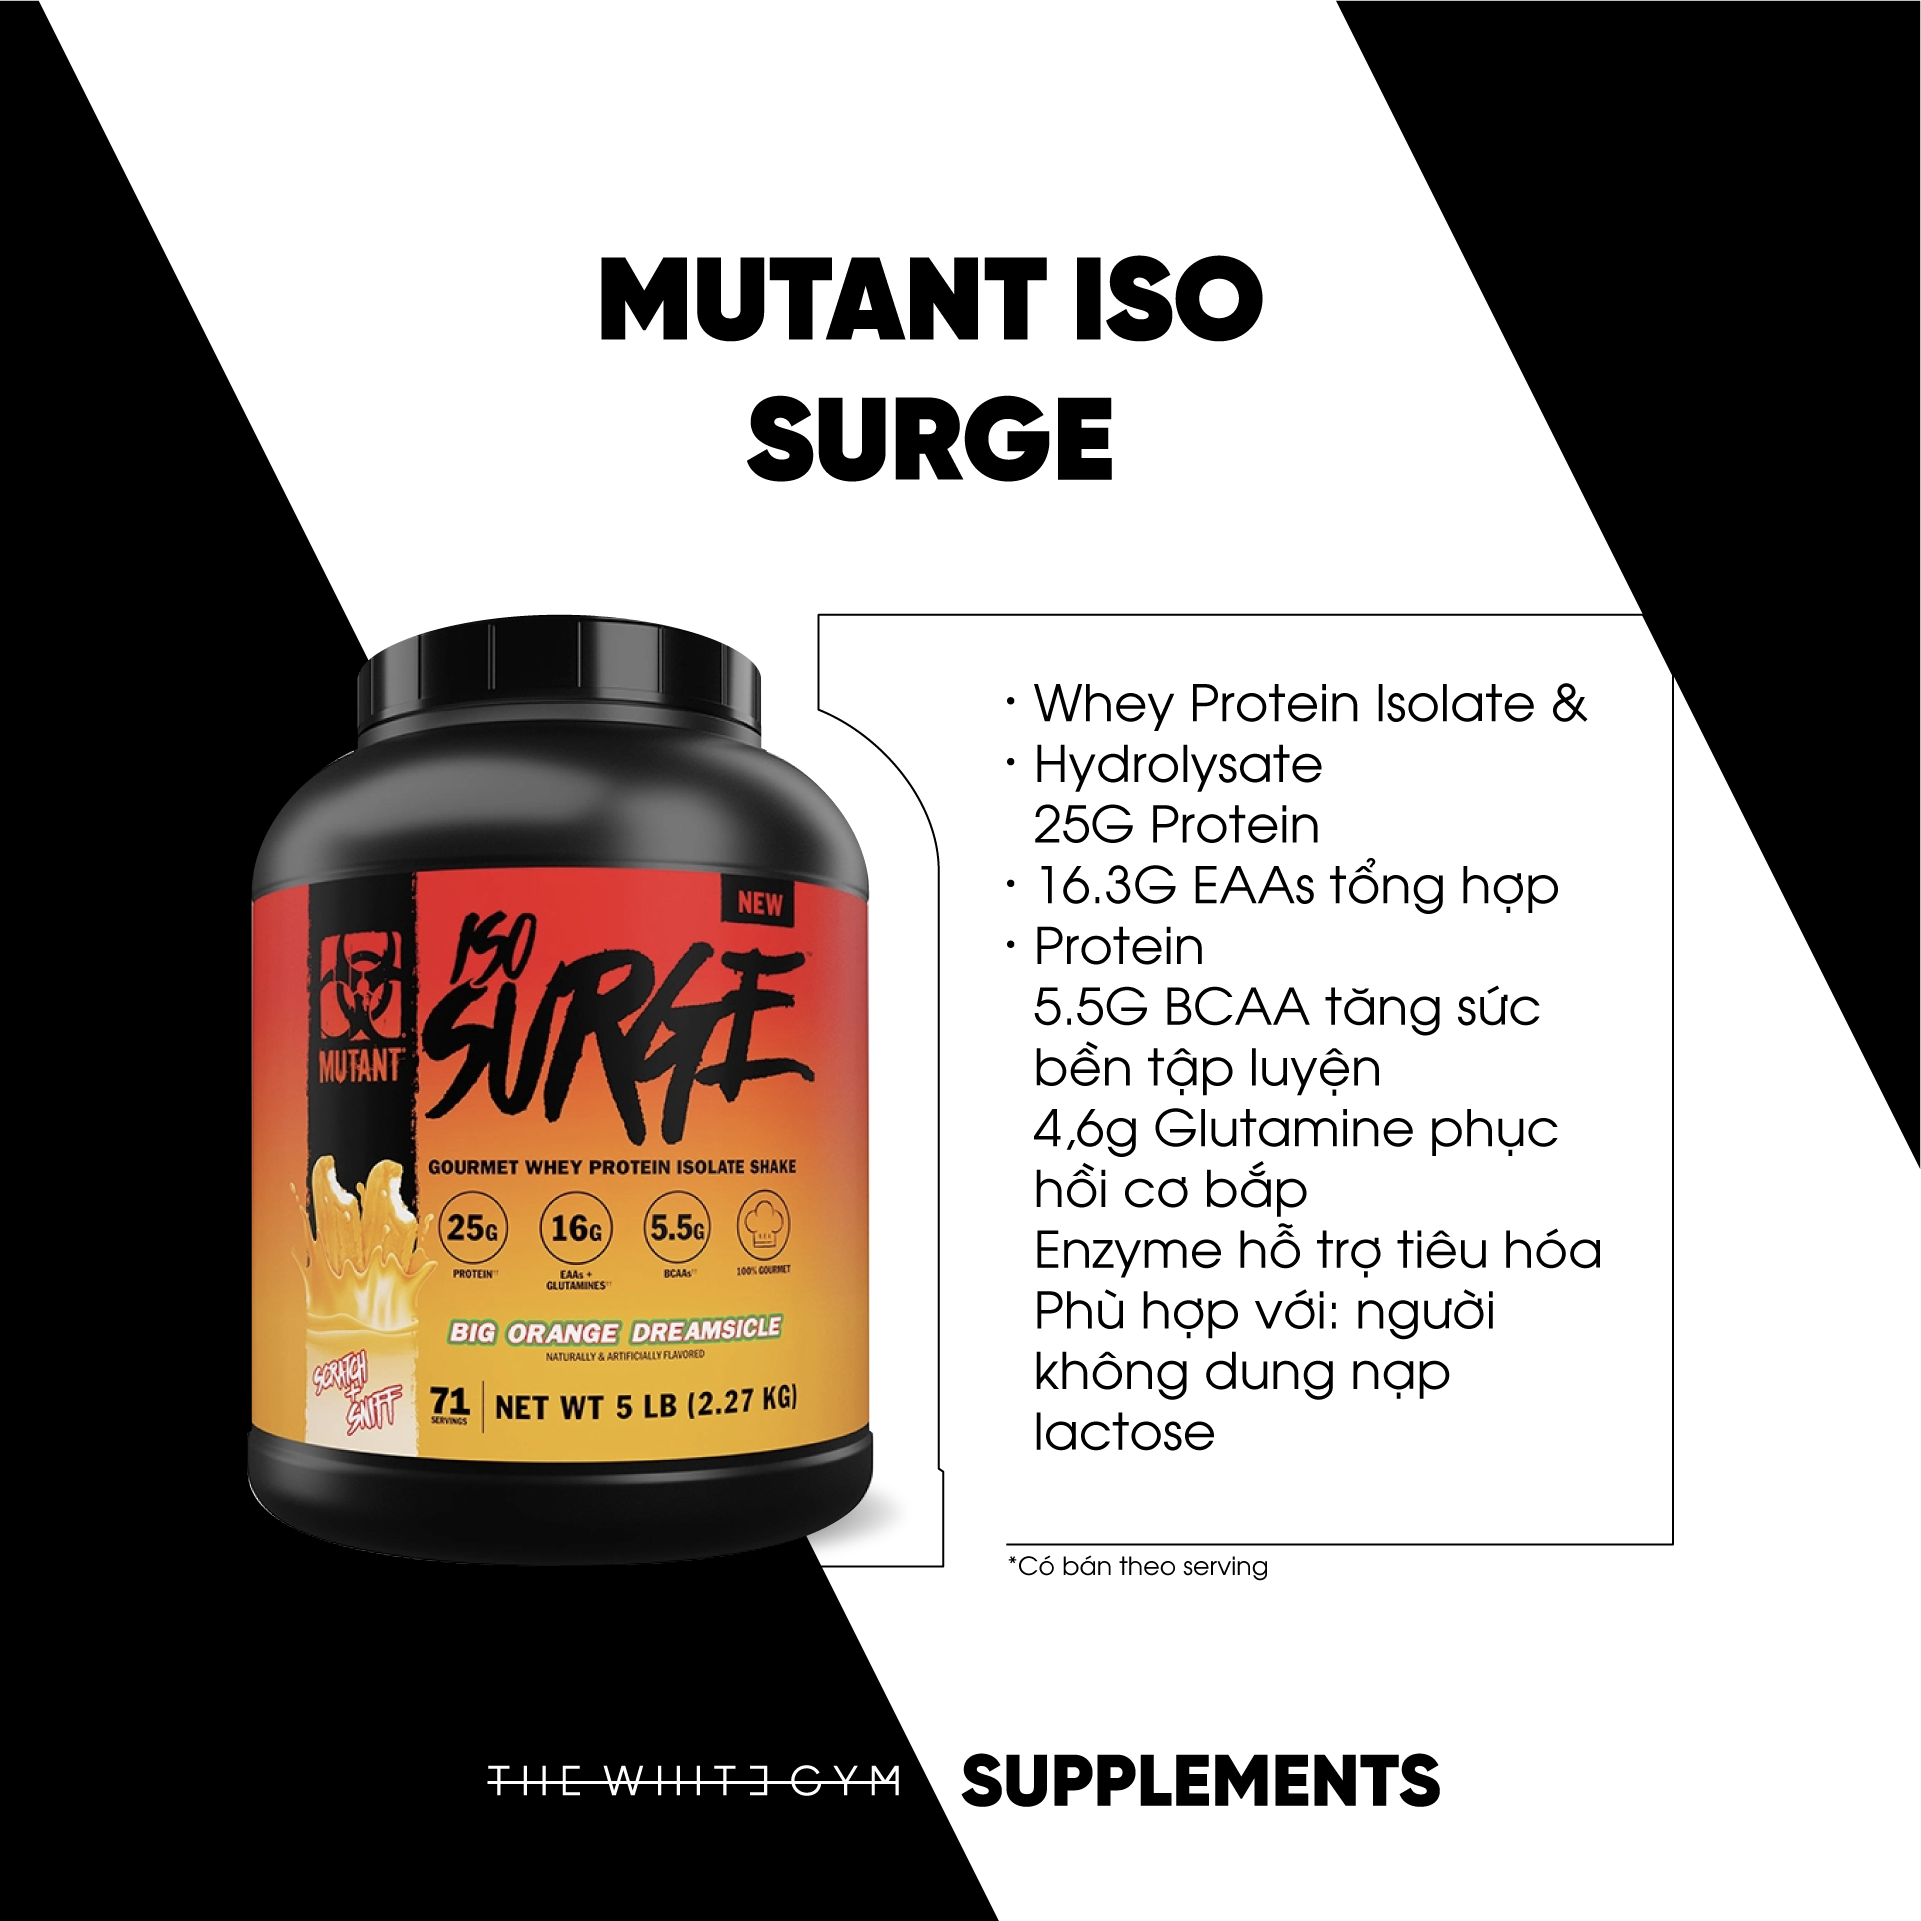 MUTANT ISO
SURGE
NEW
ISO
SURGE
MUTANT
GOURMET WHEY PROTEIN ISOLATE SHAKE
25G
PROTEIN††
16G
EAAs +
GLUTAMINES††
5.5G
BCAAs††
100% GOURMET
BIG ORANGE DREAMSICLE
NATURALLY & ARTIFICIALLY FLAVORED
SCRATCH
+
SNIFF
71
SERVINGS
NET WT 5 LB (2.27 KG)
• Whey Protein Isolate &
• Hydrolysate
25G Protein
• 16.3G EAAs tổng hợp
• Protein
5.5G BCAA tăng sức
bền tập luyện
4,6g Glutamine phục
hồi cơ bắp
Enzyme hỗ trợ tiêu hóa
Phù hợp với: người
không dung nạp
lactose
*Có bán theo serving
THE WHITE GYM
SUPPLEMENTS